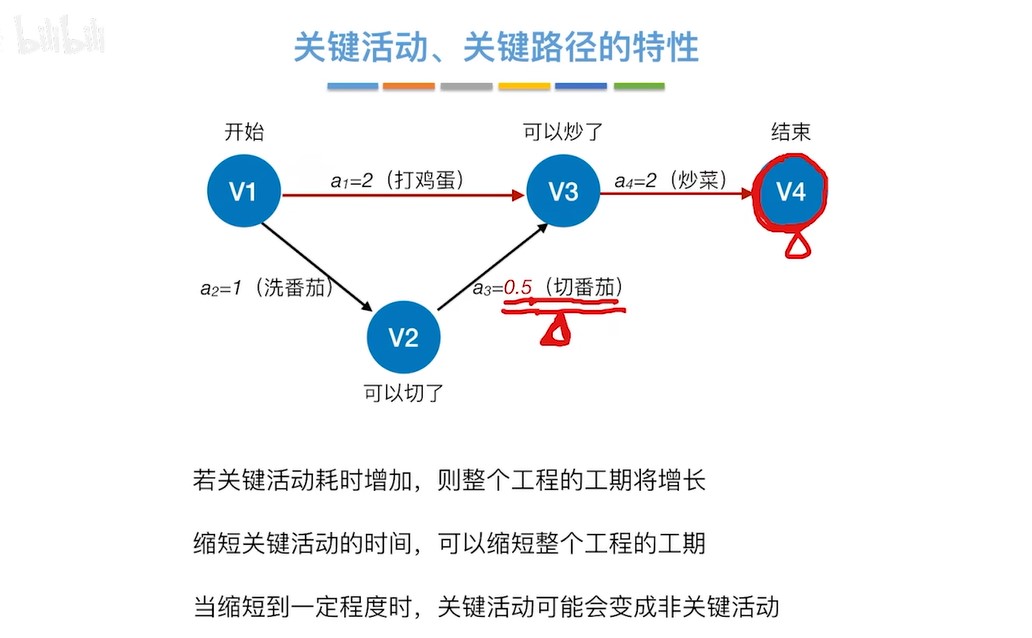 bilibili
关键活动、关键路径的特性
开始
可以炒了
结束
V1
a₁=2（打鸡蛋）
V3
a₄=2（炒菜）
V4
a₂=1（洗番茄）
a₃=0.5（切番茄）
V2
可以切了
若关键活动耗时增加，则整个工程的工期将增长
缩短关键活动的时间，可以缩短整个工程的工期
当缩短到一定程度时，关键活动可能会变成非关键活动